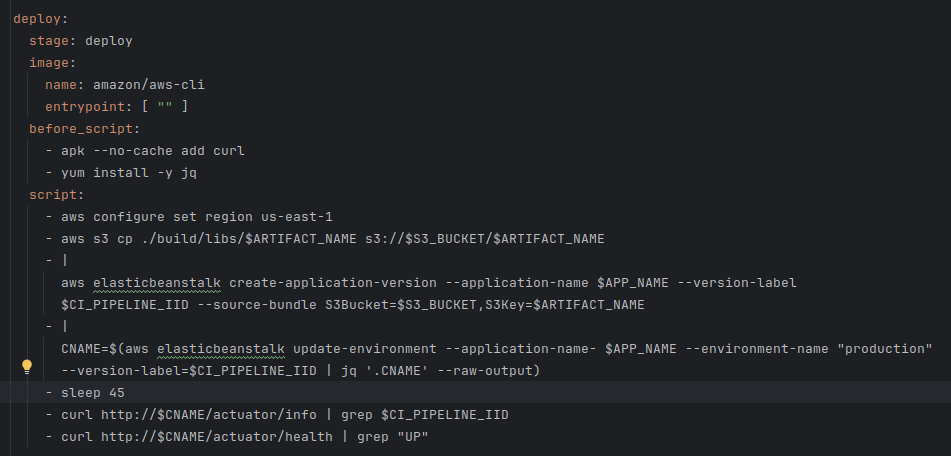 deploy:
  stage: deploy
  image:
    name: amazon/aws-cli
    entrypoint: [ "" ]
  before_script:
    - apk --no-cache add curl
    - yum install -y jq
  script:
    - aws configure set region us-east-1
    - aws s3 cp ./build/libs/$ARTIFACT_NAME s3://$S3_BUCKET/$ARTIFACT_NAME
    - |
      aws elasticbeanstalk create-application-version --application-name $APP_NAME --version-label
      $CI_PIPELINE_IID --source-bundle S3Bucket=$S3_BUCKET,S3Key=$ARTIFACT_NAME
    - |
      CNAME=$(aws elasticbeanstalk update-environment --application-name- $APP_NAME --environment-name "production"
      --version-label=$CI_PIPELINE_IID | jq '.CNAME' --raw-output)
    - sleep 45
    - curl http://$CNAME/actuator/info | grep $CI_PIPELINE_IID
    - curl http://$CNAME/actuator/health | grep "UP"